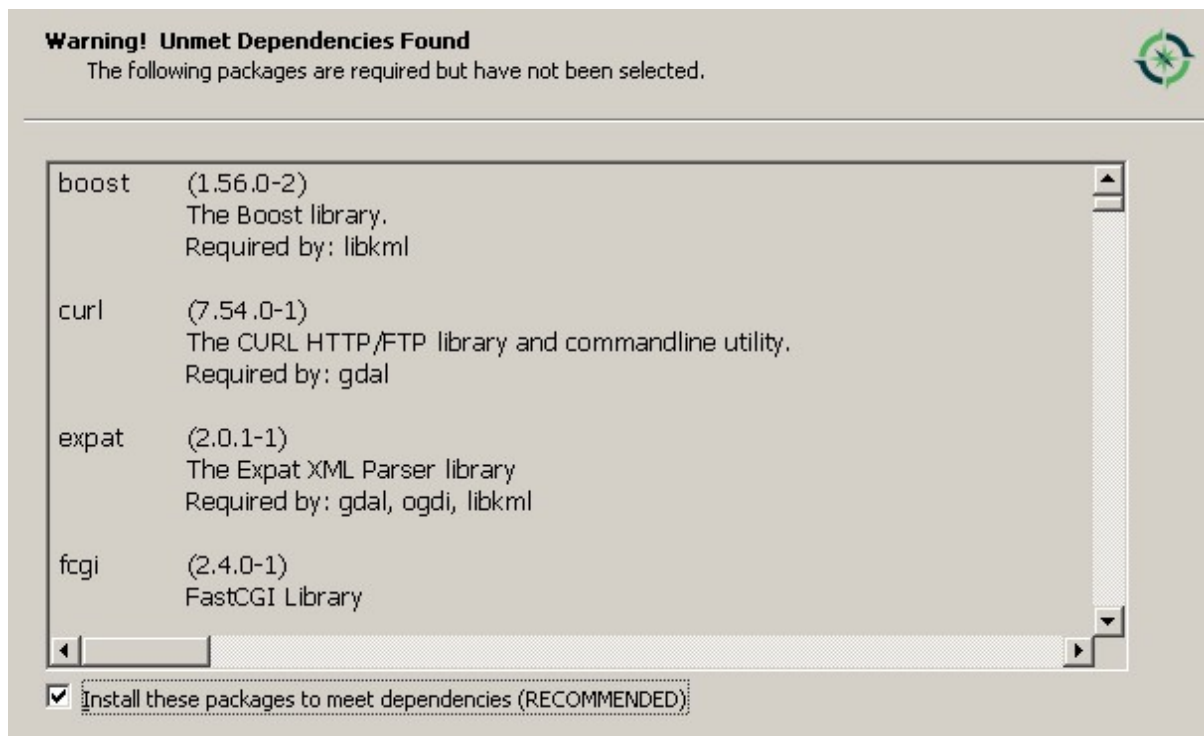 Warning!  Unmet Dependencies Found
The following packages are required but have not been selected.
boost (1.56.0-2)
The Boost library.
Required by: libkml
curl (7.54.0-1)
The CURL HTTP/FTP library and commandline utility.
Required by: gdal
expat (2.0.1-1)
The Expat XML Parser library
Required by: gdal, ogdi, libkml
fcgi (2.4.0-1)
FastCGI Library
Install these packages to meet dependencies (RECOMMENDED)